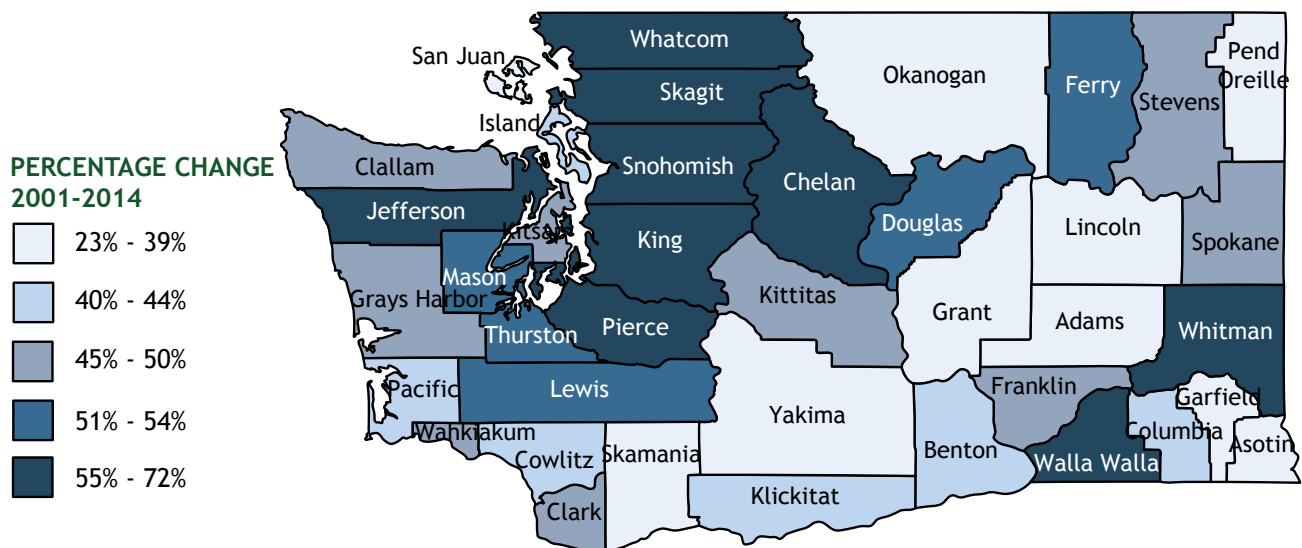 PERCENTAGE CHANGE
2001-2014
23% - 39%
40% - 44%
45% - 50%
51% - 54%
55% - 72%
Whatcom
San Juan
Skagit
Island
Okanogan
Ferry
Stevens
Pend
Oreille
Clallam
Snohomish
Chelan
Jefferson
Kitsap
King
Douglas
Lincoln
Spokane
Mason
Grays Harbor
Kittitas
Grant
Adams
Whitman
Thurston
Pierce
Pacific
Lewis
Yakima
Franklin
Garfield
Wahkiakum
Cowlitz
Skamania
Benton
Walla Walla
Columbia
Asotin
Clark
Klickitat